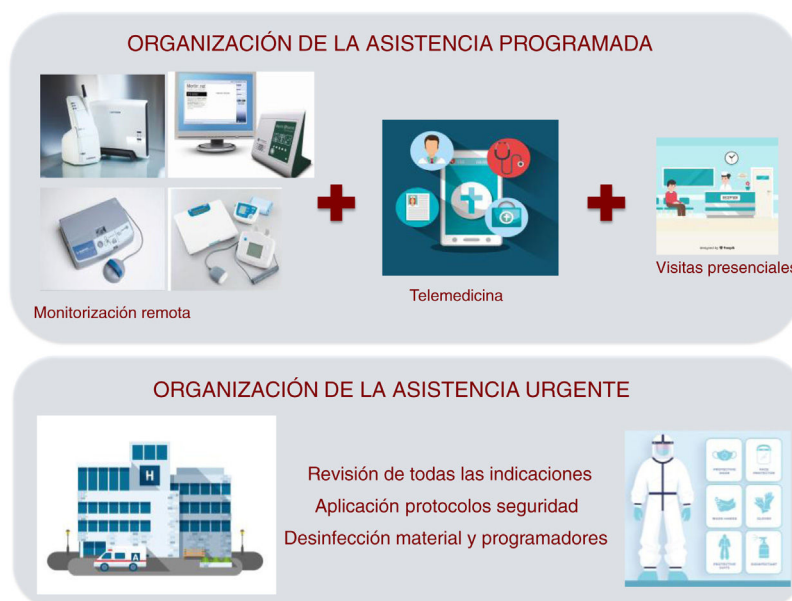 ORGANIZACIÓN DE LA ASISTENCIA PROGRAMADA
Monitorización remota
Telemedicina
Visitas presenciales
ORGANIZACIÓN DE LA ASISTENCIA URGENTE
H
A
Revisión de todas las indicaciones
Aplicación protocolos seguridad
Desinfección material y programadores